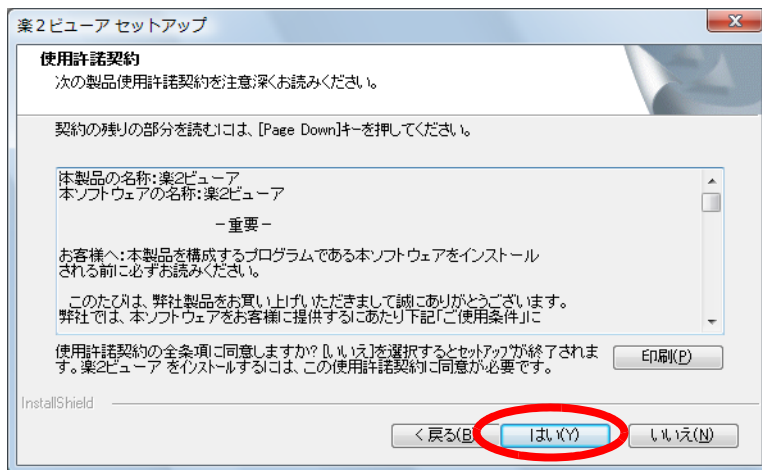 楽2ビューア セットアップ
使用許諾契約
次の製品使用許諾契約を注意深くお読みください。
契約の残りの部分を読むには、[Page Down]キーを押してください。
本製品の名称:楽2ビューア
本ソフトウェアの名称:楽2ビューア
－重要－
お客様へ:本製品を構成するプログラムである本ソフトウェアをインストール
される前に必ずお読みください。
このたびは、弊社製品をお買い上げいただきまして誠にありがとうございます。
弊社では、本ソフトウェアをお客様に提供するにあたり下記「ご使用条件」に
使用許諾契約の全条項に同意しますか? [いいえ]を選択するとセットアップが終了されま
す。楽2ビューア をインストールするには、この使用許諾契約に同意が必要です。
印刷(P)
InstallShield
< 戻る(B
はい(Y)
いいえ(N)